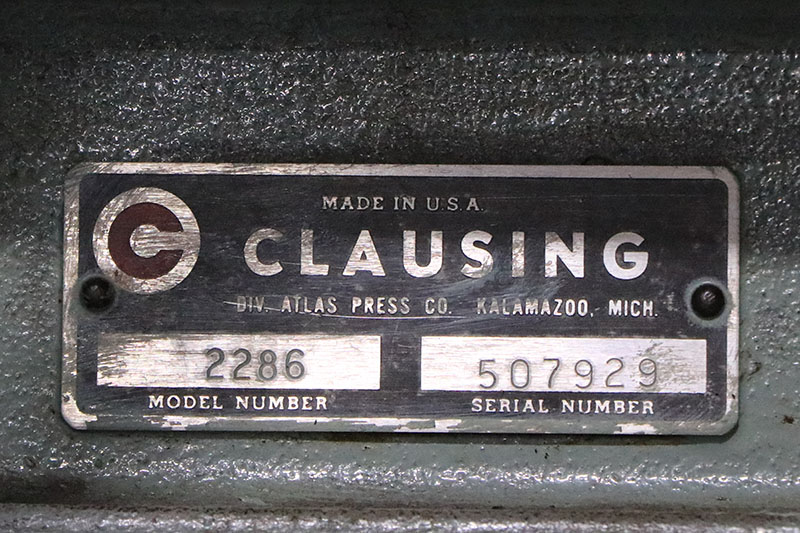 MADE IN U.S.A.
C CLAUSING
DIV. ATLAS PRESS CO. KALAMAZOO, MICH.
2286 507929
MODEL NUMBER SERIAL NUMBER